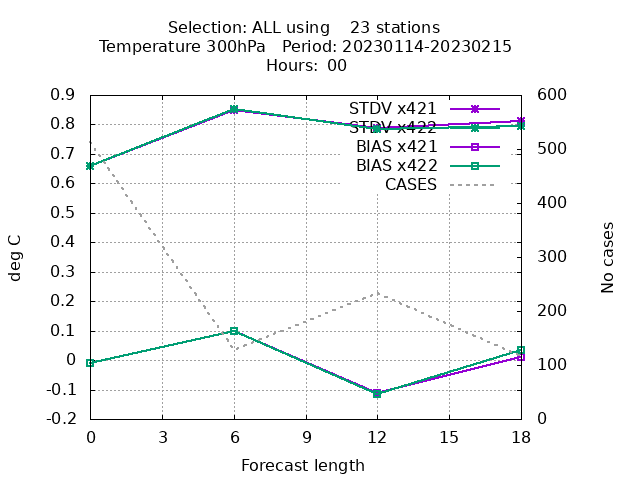 Selection: ALL using    23 stations
Temperature 300hPa   Period: 20230114-20230215
Hours:  00
0.9
0.8
0.7
0.6
0.5
0.4
0.3
0.2
0.1
0
-0.1
-0.2
deg C
STDV x421
STDV x422
BIAS x421
BIAS x422
CASES
600
500
400
300
200
100
0
No cases
0 3 6 9 12 15 18
Forecast length